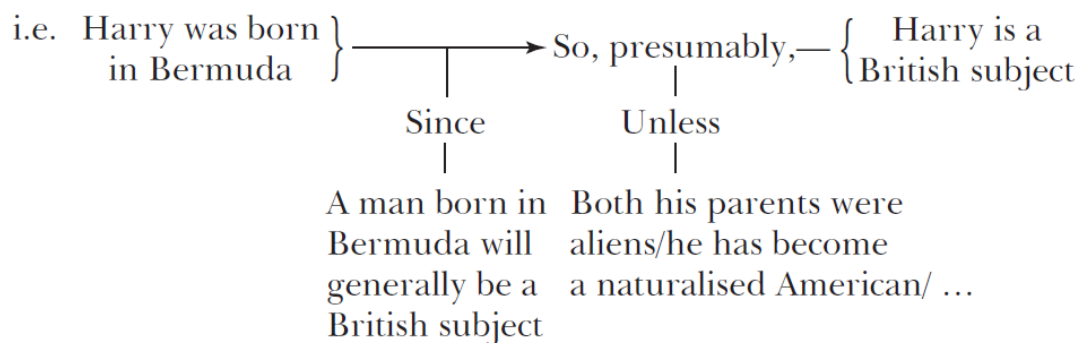 i.e. Harry was born
in Bermuda
So, presumably,
Harry is a
British subject
Since
Unless
A man born in
Bermuda will
generally be a
British subject
Both his parents were
aliens/he has become
a naturalised American/ …